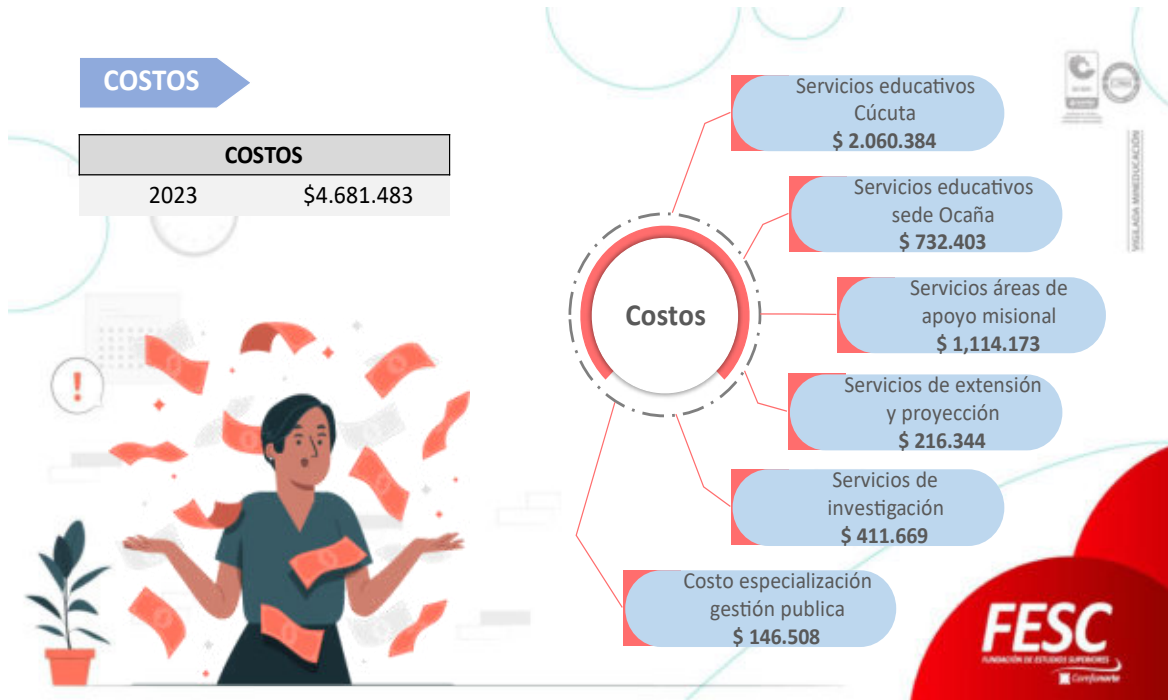 COSTOS
COSTOS
2023 $4.681.483
Costos
Servicios educativos
Cúcuta
$ 2.060.384
Servicios educativos
sede Ocaña
$ 732.403
Servicios áreas de
apoyo misional
$ 1,114.173
Servicios de extensión
y proyección
$ 216.344
Servicios de
investigación
$ 411.669
Costo especialización
gestión publica
$ 146.508
VIGILADA MINEDUCACIÓN
FESC
FUNDACIÓN DE ESTUDIOS SUPERIORES
Comfanorte